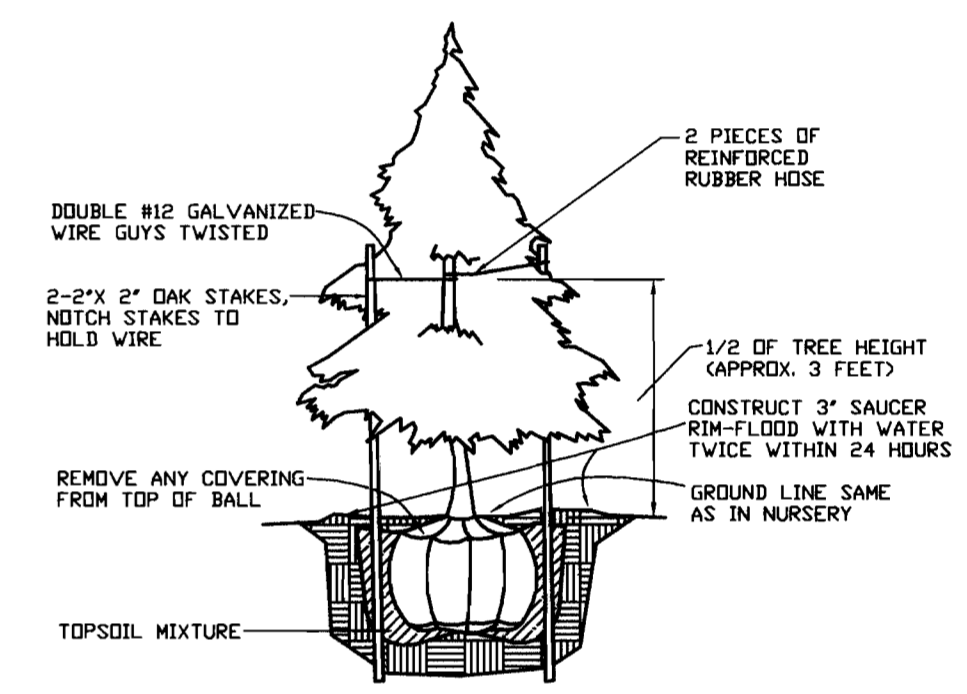 2 PIECES OF
REINFORCED
RUBBER HOSE
DOUBLE #12 GALVANIZED
WIRE GUYS TWISTED
2-2"X 2" OAK STAKES,
NOTCH STAKES TO
HOLD WIRE
1/2 OF TREE HEIGHT
(APPROX. 3 FEET)
CONSTRUCT 3" SAUCER
RIM-FLOOD WITH WATER
TWICE WITHIN 24 HOURS
REMOVE ANY COVERING
FROM TOP OF BALL
GROUND LINE SAME
AS IN NURSERY
TOPSOIL MIXTURE